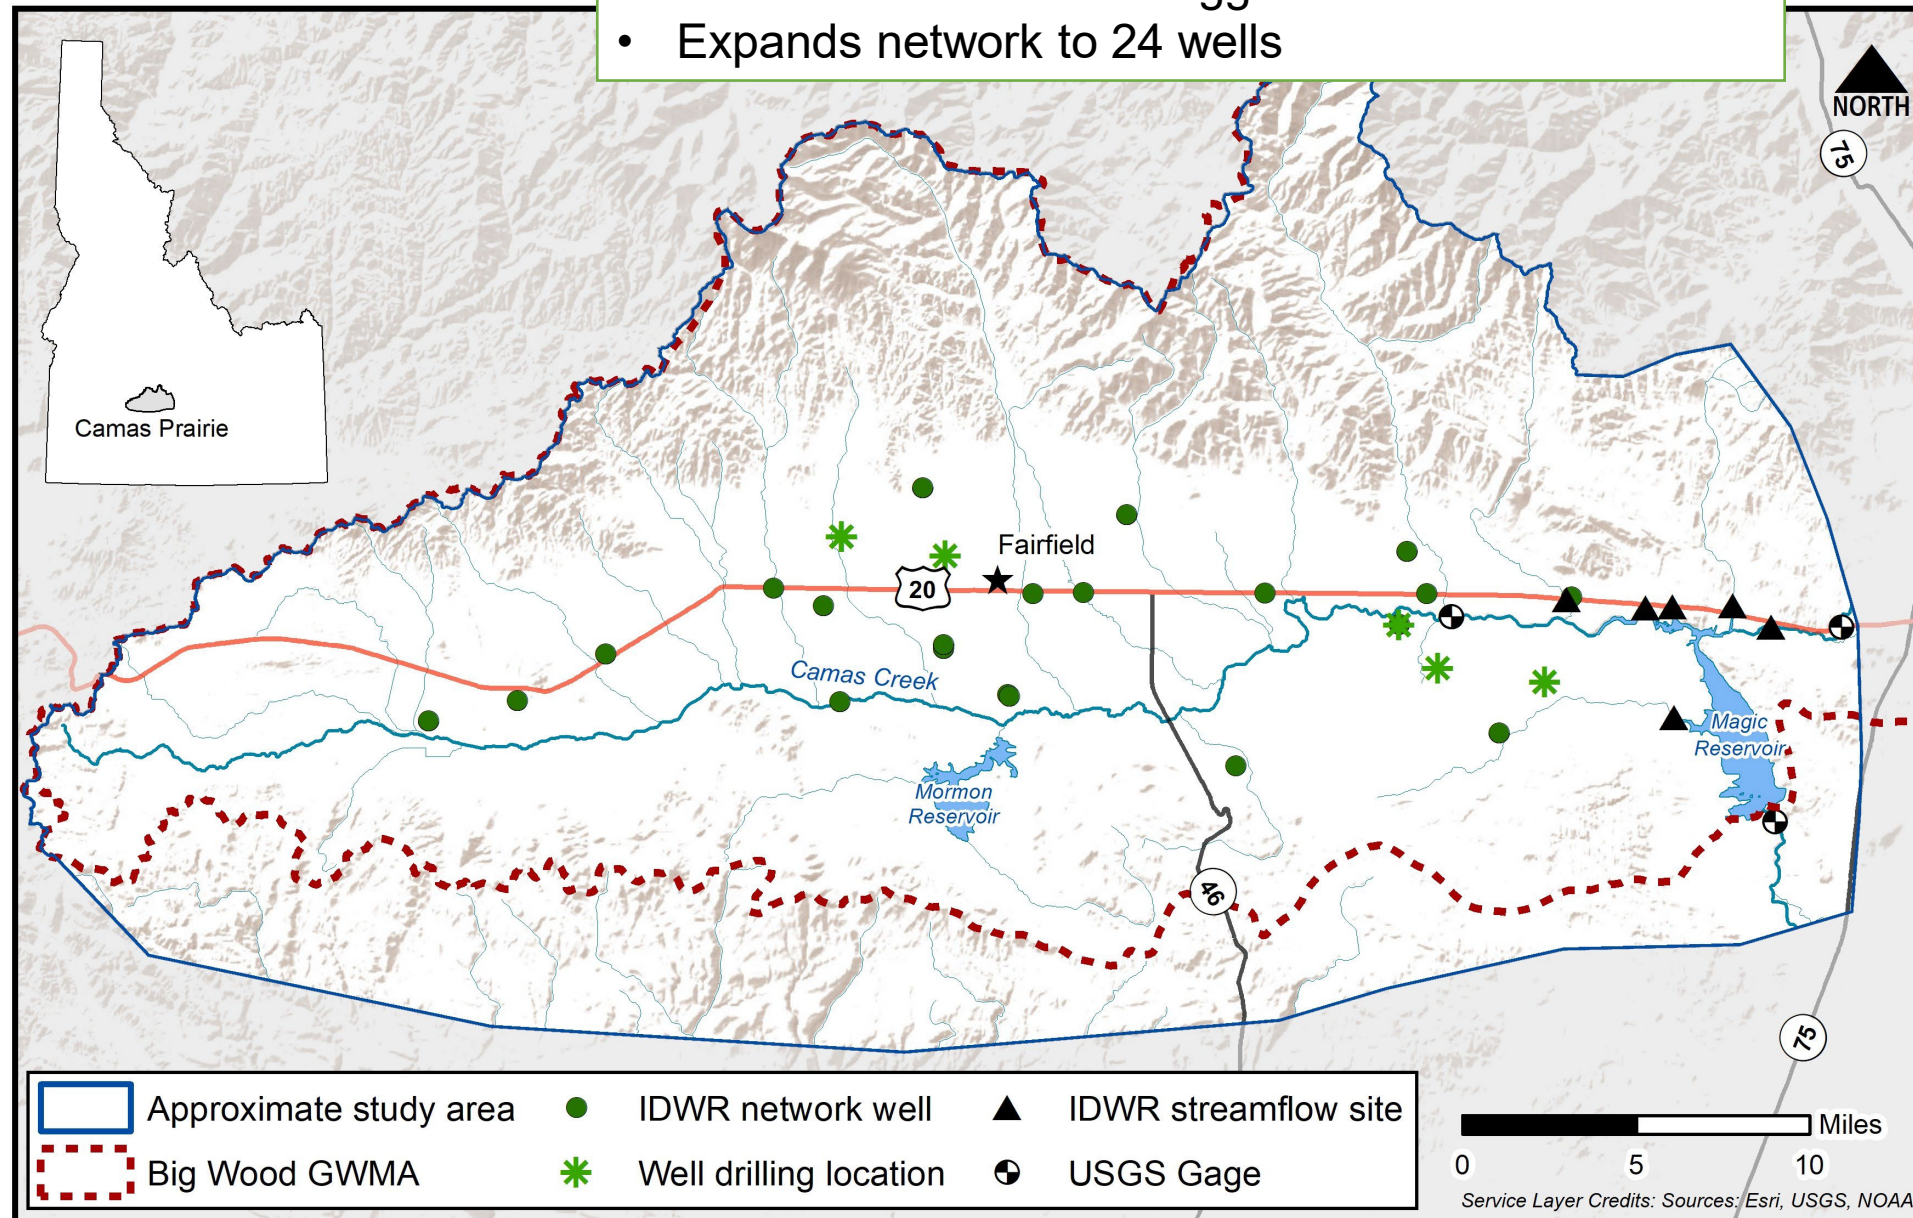 • Expands network to 24 wells
NORTH
75
Camas Prairie
Fairfield
20
Camas Creek
Magic
Reservoir
Mormon
Reservoir
46
75
Approximate study area
IDWR network well
IDWR streamflow site
Big Wood GWMA
Well drilling location
USGS Gage
Miles
0 5 10
Service Layer Credits: Sources: Esri, USGS, NOAA